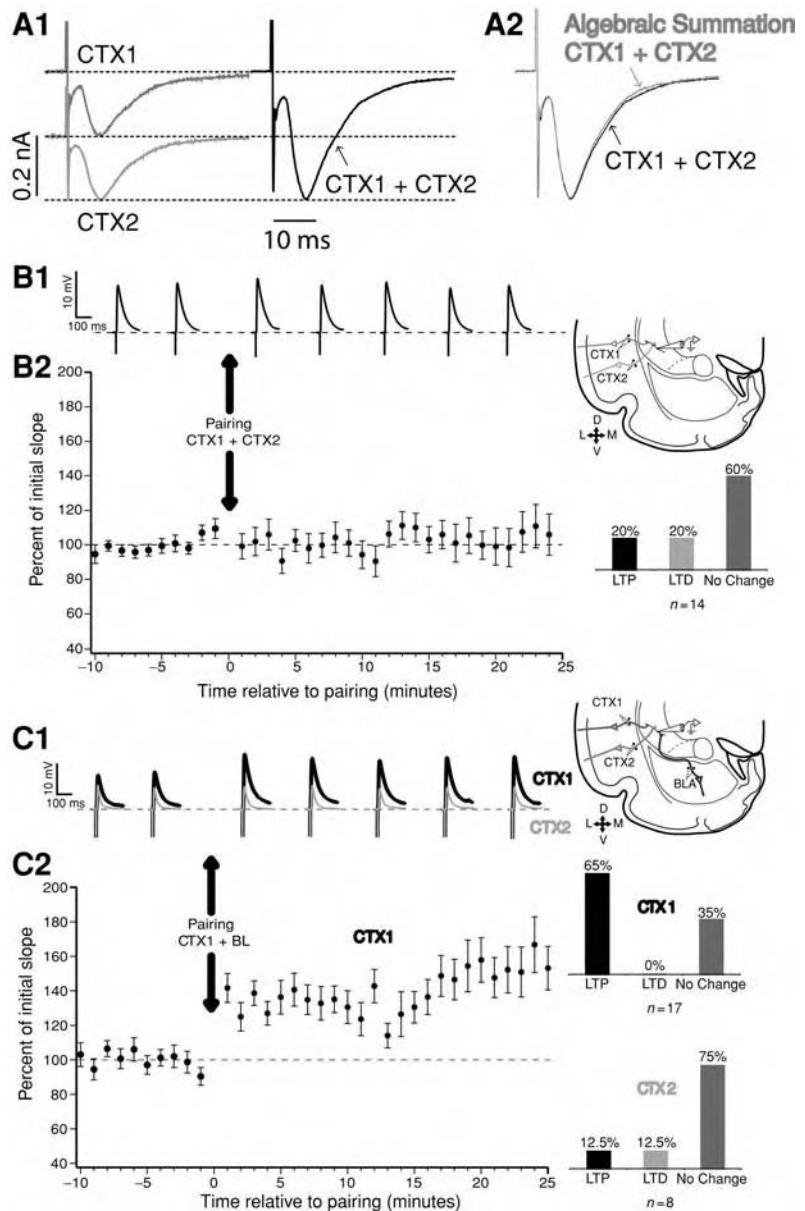 A1
CTX1
0.2 nA
CTX2
CTX1 + CTX2
10 ms
A2
Algebraic Summation
CTX1 + CTX2
CTX1 + CTX2
B1
10 mV
100 ms
B2
Percent of initial slope
200
180
160
140
120
100
80
60
40
Pairing
CTX1 + CTX2
−10
−5
0
5
10
15
20
25
Time relative to pairing (minutes)
CTX1
CTX2
D
L
M
V
60%
20%
20%
LTP
LTD
No Change
n=14
C1
10 mV
100 ms
CTX1
CTX2
CTX1
CTX2
BLA
D
L
M
V
C2
Percent of initial slope
200
180
160
140
120
100
80
60
40
Pairing
CTX1 + BL
CTX1
−10
−5
0
5
10
15
20
25
Time relative to pairing (minutes)
65%
CTX1
35%
0%
LTP
LTD
No Change
n=17
75%
CTX2
12.5%
12.5%
LTP
LTD
No Change
n=8